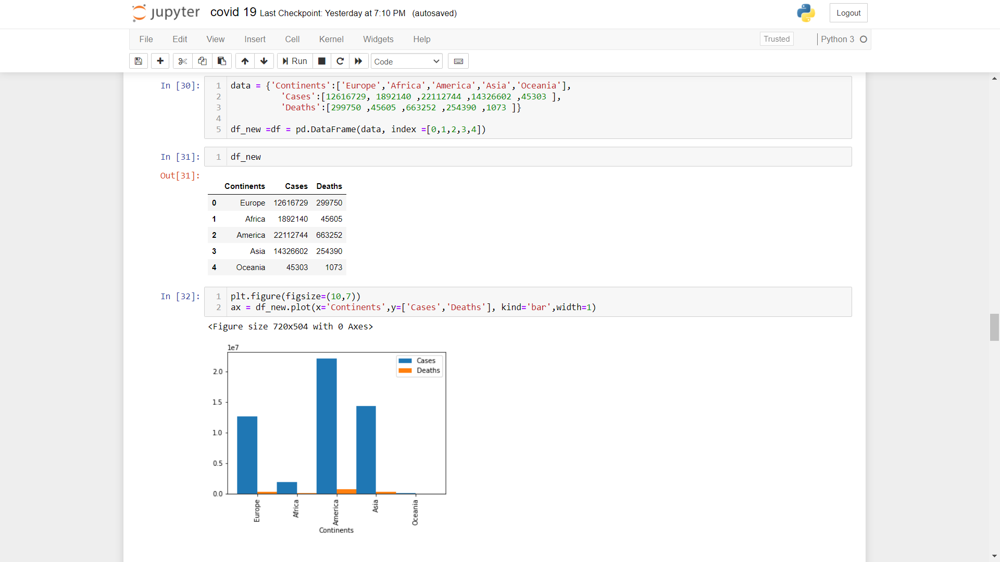 jupyter covid 19 Last Checkpoint: Yesterday at 7:10 PM (autosaved) Logout
File Edit View Insert Cell Kernel Widgets Help Trusted Python 3
Run Code
In [30]: 1 data = {'Continents':['Europe','Africa','America','Asia','Oceania'],
2 'Cases':[12616729, 1892140 ,22112744 ,14326602 ,45303 ],
3 'Deaths':[299750 ,45605 ,663252 ,254390 ,1073 ]}
4
5 df_new =df = pd.DataFrame(data, index =[0,1,2,3,4])
In [31]: 1 df_new
Out[31]:
Continents Cases Deaths
0 Europe 12616729 299750
1 Africa 1892140 45605
2 America 22112744 663252
3 Asia 14326602 254390
4 Oceania 45303 1073
In [32]: 1 plt.figure(figsize=(10,7))
2 ax = df_new.plot(x='Continents',y=['Cases','Deaths'], kind='bar',width=1)
<Figure size 720x504 with 0 Axes>
1e7
Cases
Deaths
2.0
1.5
1.0
0.5
0.0
Europe Africa America Asia Oceania
Continents